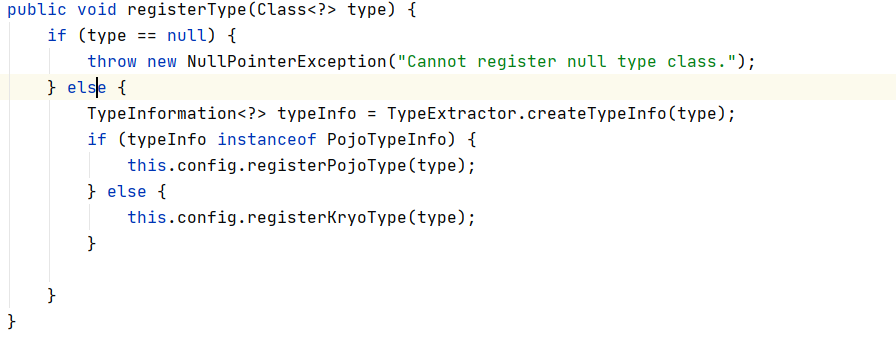 public void registerType(Class<?> type) {
    if (type == null) {
        throw new NullPointerException("Cannot register null type class.");
    } else {
        TypeInformation<?> typeInfo = TypeExtractor.createTypeInfo(type);
        if (typeInfo instanceof PojoTypeInfo) {
            this.config.registerPojoType(type);
        } else {
            this.config.registerKryoType(type);
        }

    }
}